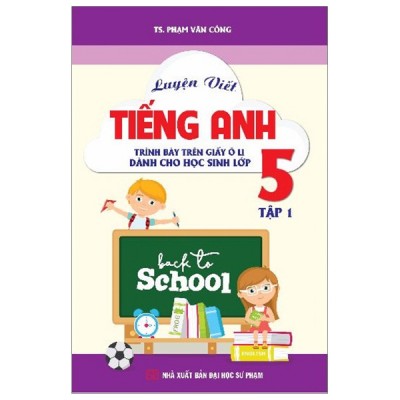 TS. PHẠM VĂN CÔNG
Luyện Viết
TIẾNG ANH
TRÌNH BÀY TRÊN GIẤY Ô LI
DÀNH CHO HỌC SINH LỚP 5
TẬP 1
back to
School
ENGLISH
NHÀ XUẤT BẢN ĐẠI HỌC SƯ PHẠM